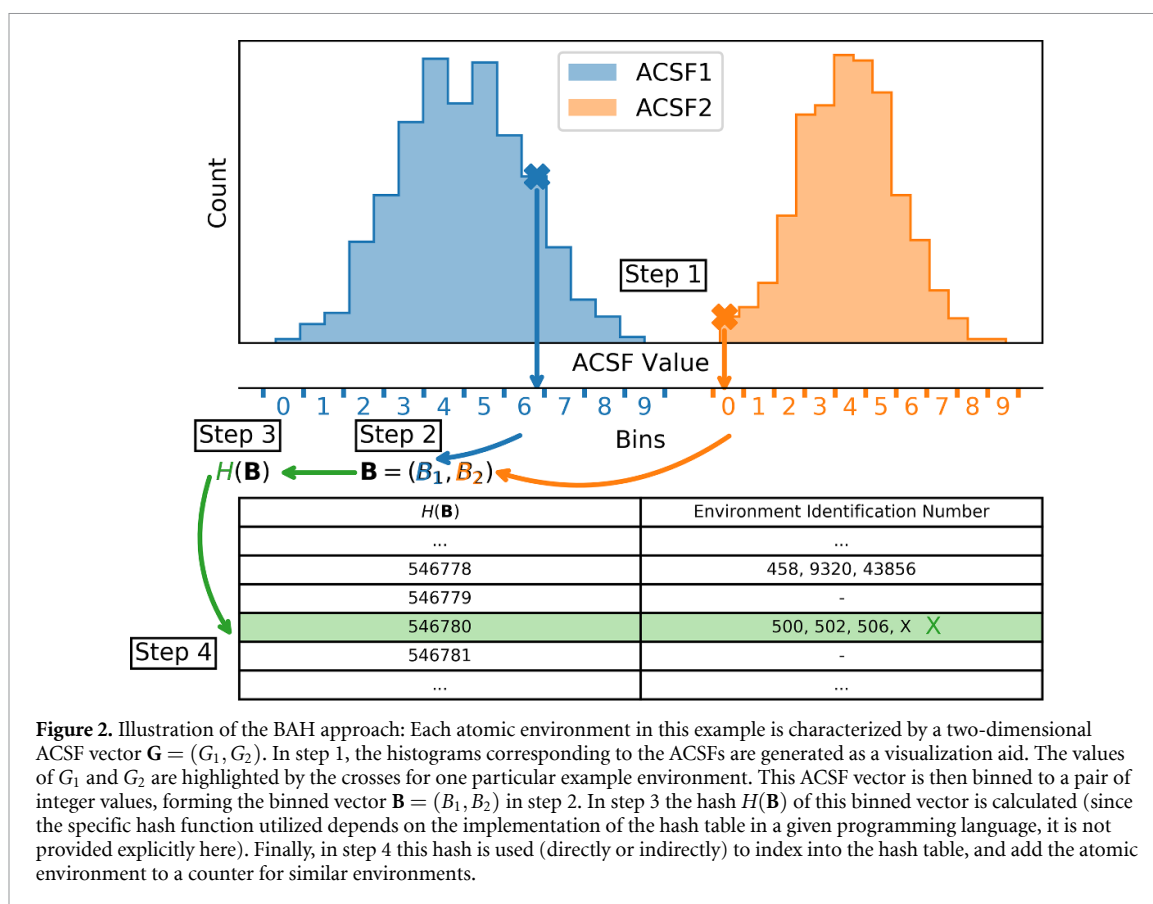 ACSF1
ACSF2
Count
Step 1
ACSF Value
0 1 2 3 4 5 6 7 8 9 0 1 2 3 4 5 6 7 8 9
Bins
Step 3 Step 2
H(B) B = (B₁, B₂)
H(B) Environment Identification Number
... ...
546778 458, 9320, 43856
546779 -
546780 500, 502, 506, X X
546781 -
... ...
Step 4
Figure 2. Illustration of the BAH approach: Each atomic environment in this example is characterized by a two-dimensional
ACSF vector G = (G₁, G₂). In step 1, the histograms corresponding to the ACSFs are generated as a visualization aid. The values
of G₁ and G₂ are highlighted by the crosses for one particular example environment. This ACSF vector is then binned to a pair of
integer values, forming the binned vector B = (B₁, B₂) in step 2. In step 3 the hash H(B) of this binned vector is calculated (since
the specific hash function utilized depends on the implementation of the hash table in a given programming language, it is not
provided explicitly here). Finally, in step 4 this hash is used (directly or indirectly) to index into the hash table, and add the atomic
environment to a counter for similar environments.